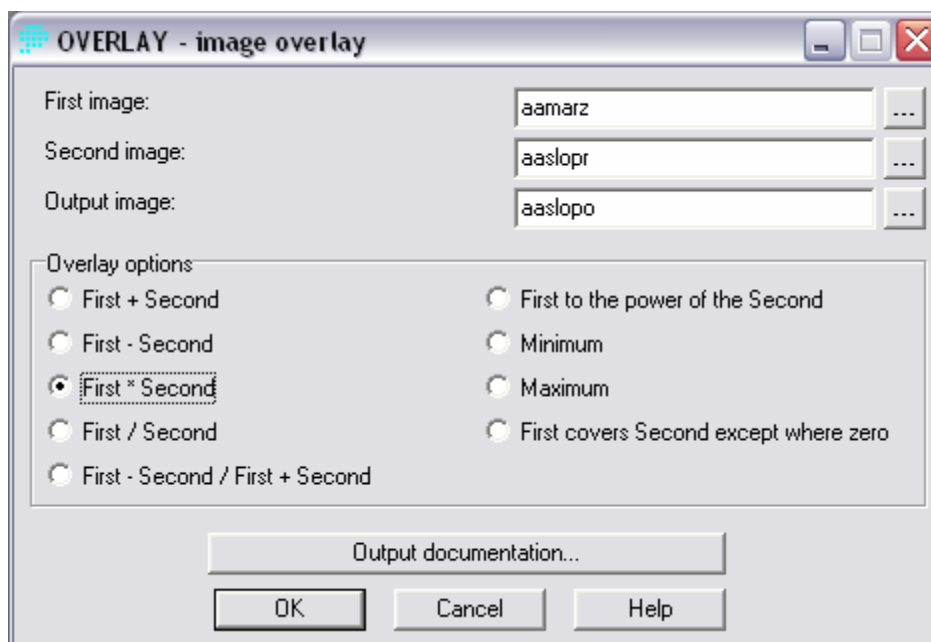 OVERLAY - image overlay
First image:
aamarz
...
Second image:
aaslopr
...
Output image:
aaslopo
...
Overlay options
First + Second
First to the power of the Second
First - Second
Minimum
First * Second
Maximum
First / Second
First covers Second except where zero
First - Second / First + Second
Output documentation...
OK
Cancel
Help